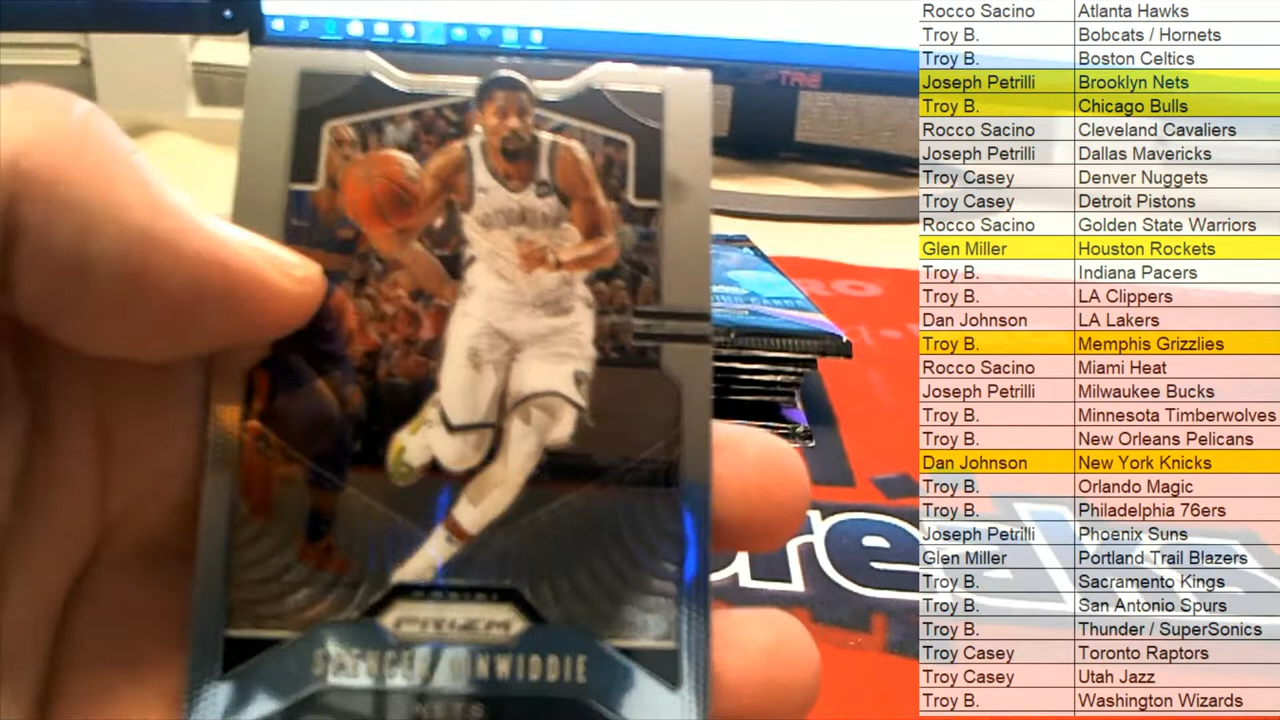 Rocco Sacino Atlanta Hawks
Troy B. Bobcats / Hornets
Troy B. Boston Celtics
Joseph Petrilli Brooklyn Nets
Troy B. Chicago Bulls
Rocco Sacino Cleveland Cavaliers
Joseph Petrilli Dallas Mavericks
Troy Casey Denver Nuggets
Troy Casey Detroit Pistons
Rocco Sacino Golden State Warriors
Glen Miller Houston Rockets
Troy B. Indiana Pacers
Troy B. LA Clippers
Dan Johnson LA Lakers
Troy B. Memphis Grizzlies
Rocco Sacino Miami Heat
Joseph Petrilli Milwaukee Bucks
Troy B. Minnesota Timberwolves
Troy B. New Orleans Pelicans
Dan Johnson New York Knicks
Troy B. Orlando Magic
Troy B. Philadelphia 76ers
Joseph Petrilli Phoenix Suns
Glen Miller Portland Trail Blazers
Troy B. Sacramento Kings
Troy B. San Antonio Spurs
Troy B. Thunder / SuperSonics
Troy Casey Toronto Raptors
Troy Casey Utah Jazz
Troy B. Washington Wizards
PANINI
PRIZM
SPENCER DINWIDDIE
NETS